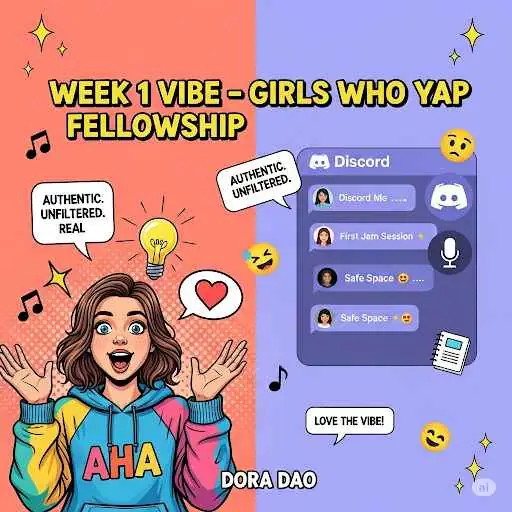 WEEK 1 VIBE – GIRLS WHO YAP
FELLOWSHIP
AUTHENTIC.
UNFILTERED.
REAL
AUTHENTIC.
UNFILTERED.
Discord
Discord Me .....
First Jam Session
Safe Space ....
Safe Space
LOVE THE VIBE!
AHA
DORA DAO
ai